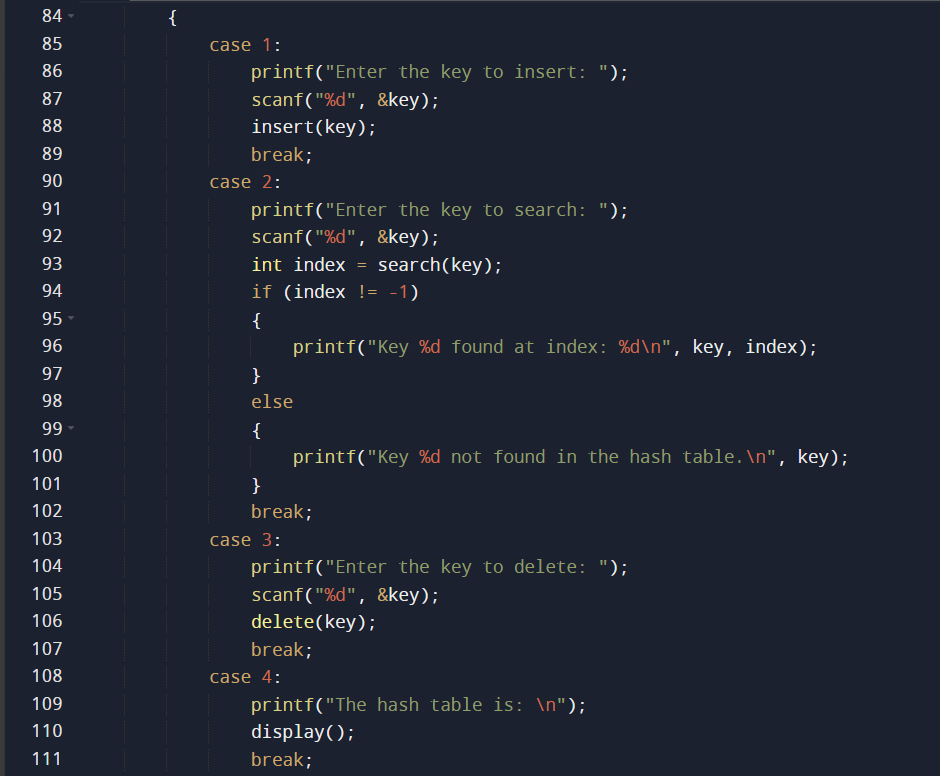 84 {
85 case 1:
86 printf("Enter the key to insert: ");
87 scanf("%d", &key);
88 insert(key);
89 break;
90 case 2:
91 printf("Enter the key to search: ");
92 scanf("%d", &key);
93 int index = search(key);
94 if (index != -1)
95 {
96 printf("Key %d found at index: %d\n", key, index);
97 }
98 else
99 {
100 printf("Key %d not found in the hash table.\n", key);
101 }
102 break;
103 case 3:
104 printf("Enter the key to delete: ");
105 scanf("%d", &key);
106 delete(key);
107 break;
108 case 4:
109 printf("The hash table is: \n");
110 display();
111 break;